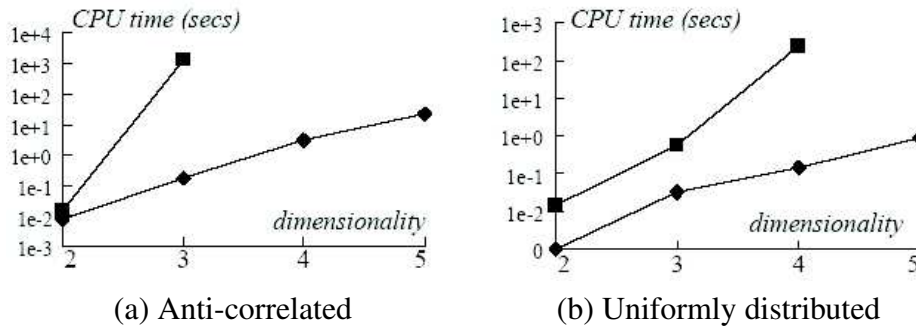 CPU time (secs)
1e+4
1e+3
1e+2
1e+1
1e+0
1e-1
1e-2
1e-3
dimensionality
2 3 4 5
(a) Anti-correlated
CPU time (secs)
1e+3
1e+2
1e+1
1e+0
1e-1
1e-2
0
dimensionality
2 3 4 5
(b) Uniformly distributed